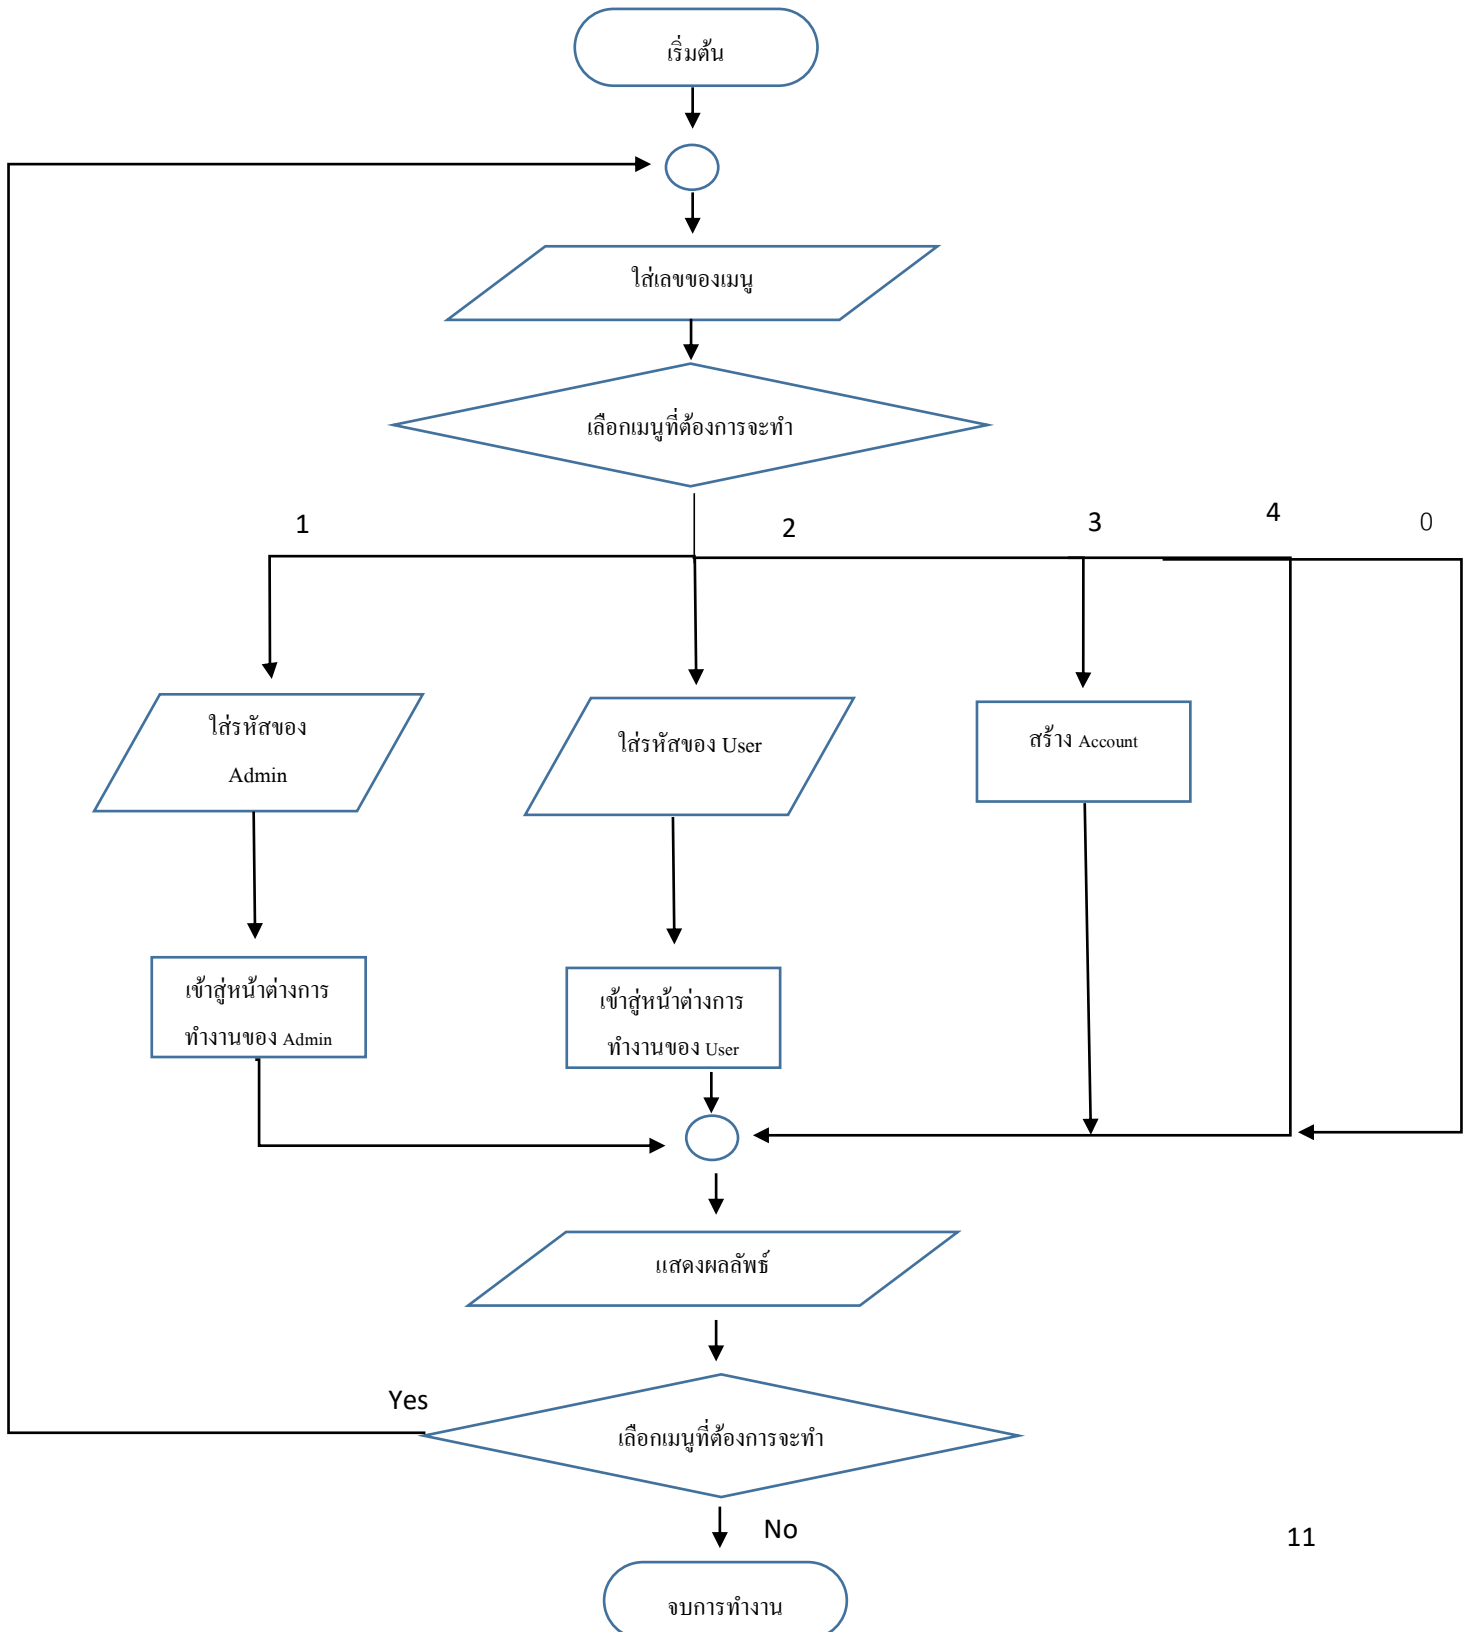 เริ่มต้น
ใส่เลขของเมนู
เลือกเมนูที่ต้องการจะทำ
1
2
3
4
0
ใส่รหัสของ
Admin
ใส่รหัสของ User
สร้าง Account
เข้าสู่หน้าต่างการ
ทำงานของ Admin
เข้าสู่หน้าต่างการ
ทำงานของ User
แสดงผลลัพธ์
Yes
เลือกเมนูที่ต้องการจะทำ
No
11
จบการทำงาน